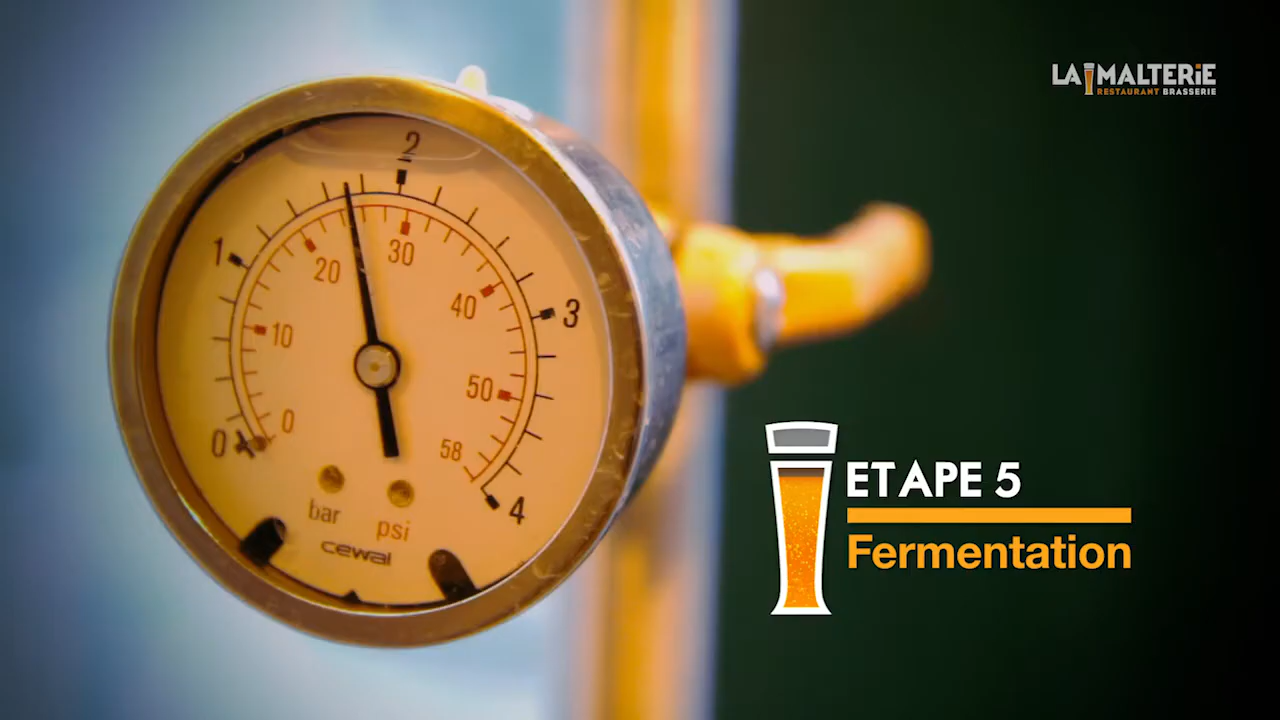 LA MALTERiE
RESTAURANT BRASSERIE
2
1
30
20
3
40
10
50
0
0
58
4
bar
psi
cewal
ETAPE 5
Fermentation